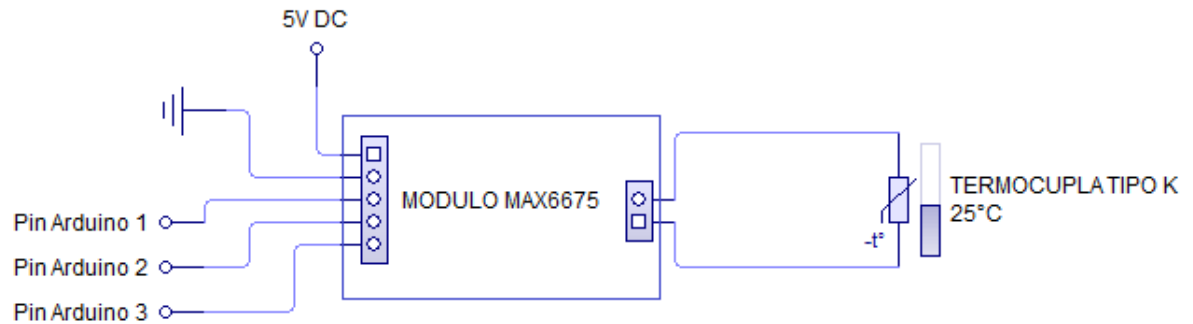 5V DC
MODULO MAX6675
TERMOCUPLA TIPO K
25°C
-t°
Pin Arduino 1
Pin Arduino 2
Pin Arduino 3